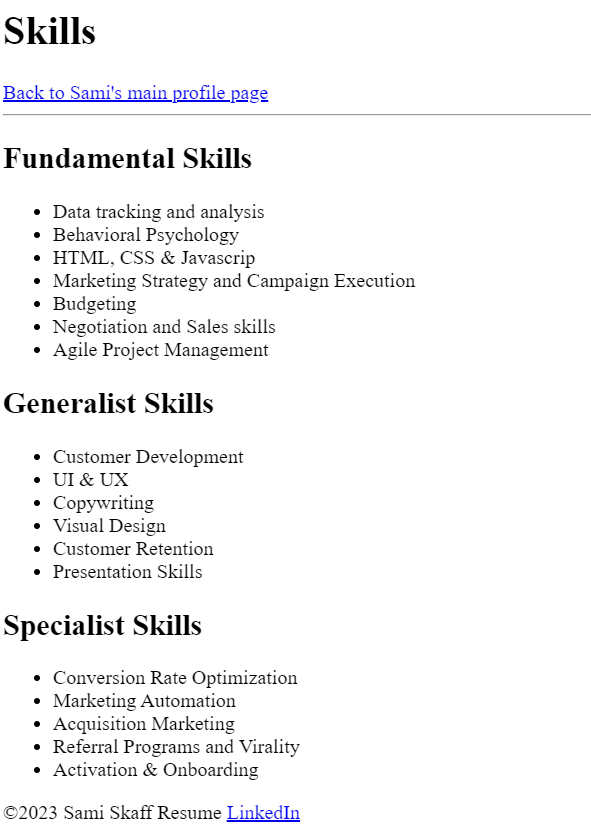 Skills
Back to Sami's main profile page
Fundamental Skills
Data tracking and analysis
Behavioral Psychology
HTML, CSS & Javascrip
Marketing Strategy and Campaign Execution
Budgeting
Negotiation and Sales skills
Agile Project Management
Generalist Skills
Customer Development
UI & UX
Copywriting
Visual Design
Customer Retention
Presentation Skills
Specialist Skills
Conversion Rate Optimization
Marketing Automation
Acquisition Marketing
Referral Programs and Virality
Activation & Onboarding
©2023 Sami Skaff Resume LinkedIn